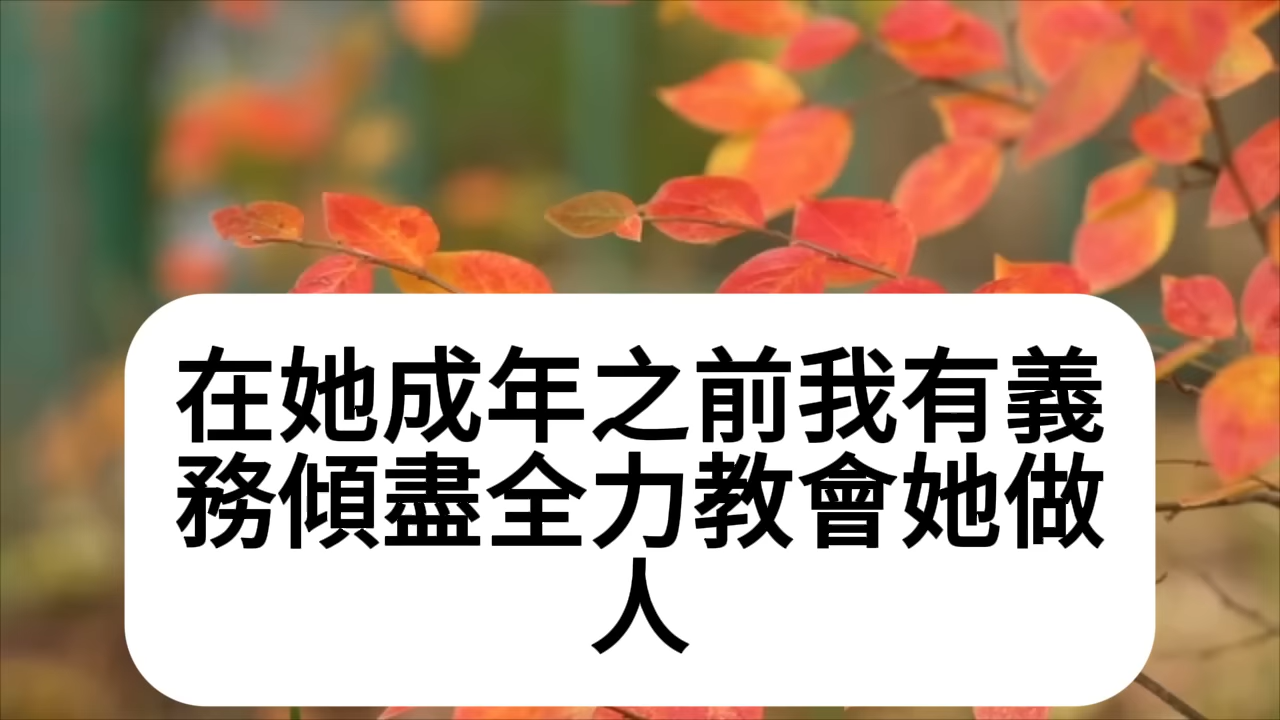 在她成年之前我有義
務傾盡全力教會她做
人